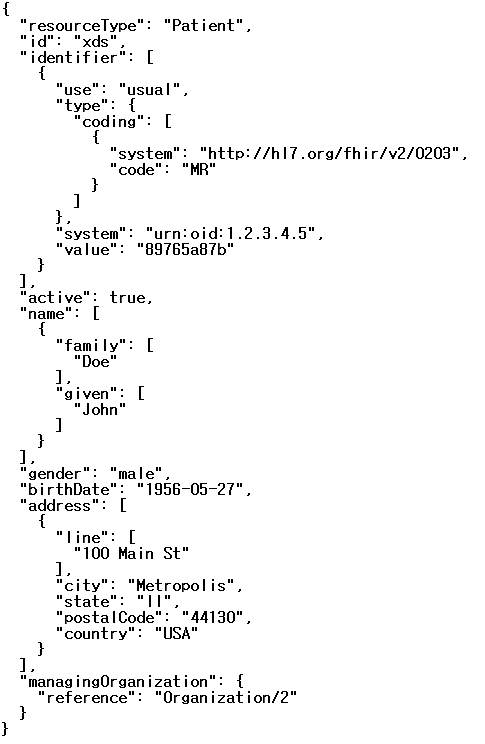 {
  "resourceType": "Patient",
  "id": "xds",
  "identifier": [
    {
      "use": "usual",
      "type": {
        "coding": [
          {
            "system": "http://hl7.org/fhir/v2/0203",
            "code": "MR"
          }
        ]
      },
      "system": "urn:oid:1.2.3.4.5",
      "value": "89765a87b"
    }
  ],
  "active": true,
  "name": [
    {
      "family": [
        "Doe"
      ],
      "given": [
        "John"
      ]
    }
  ],
  "gender": "male",
  "birthDate": "1956-05-27",
  "address": [
    {
      "line": [
        "100 Main St"
      ],
      "city": "Metropolis",
      "state": "Il",
      "postalCode": "44130",
      "country": "USA"
    }
  ],
  "managingOrganization": {
    "reference": "Organization/2"
  }
}